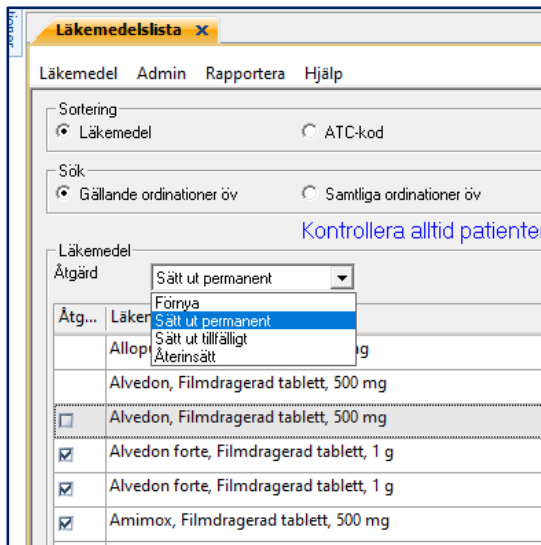 Läkemedelslista x
Läkemedel Admin Rapportera Hjälp
Sortering
Läkemedel ATC-kod
Sök
Gällande ordinationer öv Samtliga ordinationer öv
Kontrollera alltid patiente
Läkemedel
Åtgärd Sätt ut permanent
Förnya
Åtg... Läke
Sätt ut permanent
Sätt ut tillfälligt
Allop g
Återinsätt
Alvedon, Filmdragerad tablett, 500 mg
Alvedon, Filmdragerad tablett, 500 mg
Alvedon forte, Filmdragerad tablett, 1 g
Alvedon forte, Filmdragerad tablett, 1 g
Amimox, Filmdragerad tablett, 500 mg